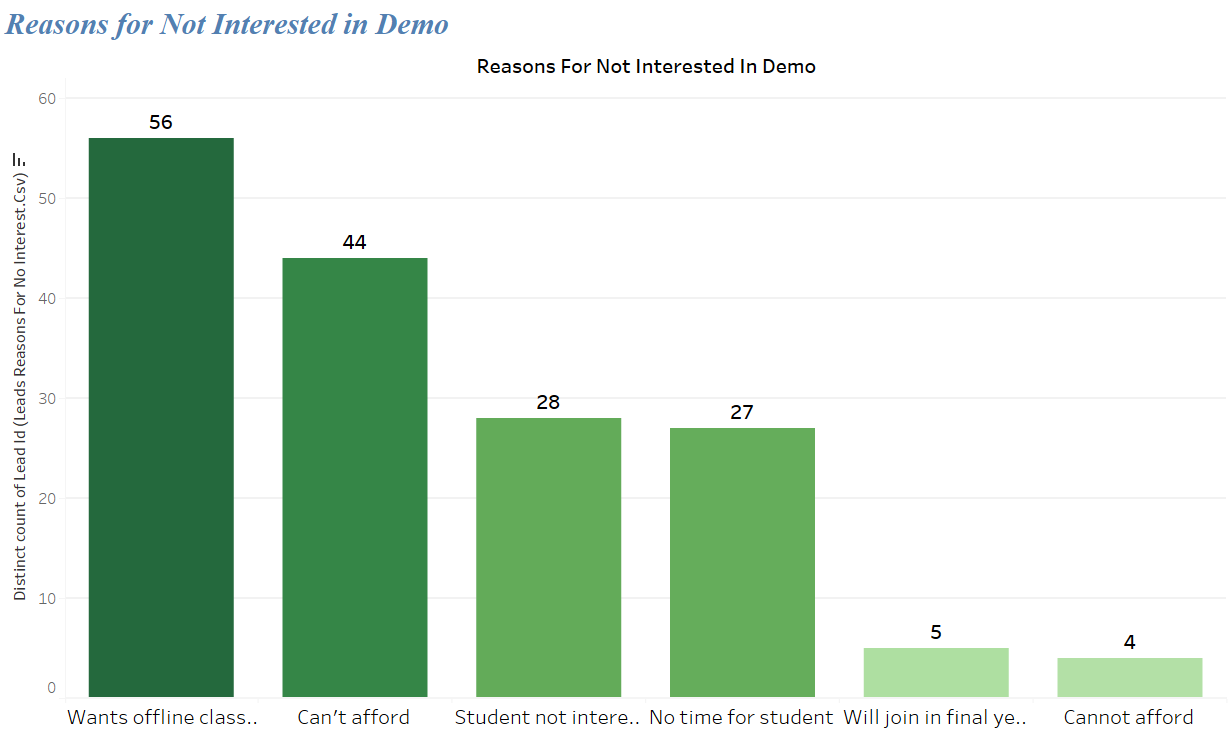 Reasons for Not Interested in Demo
Reasons For Not Interested In Demo
Distinct count of Lead Id (Leads Reasons For No Interest.Csv)
60
50
40
30
20
10
0
56
44
28
27
5
4
Wants offline class..
Can’t afford
Student not intere..
No time for student
Will join in final ye..
Cannot afford